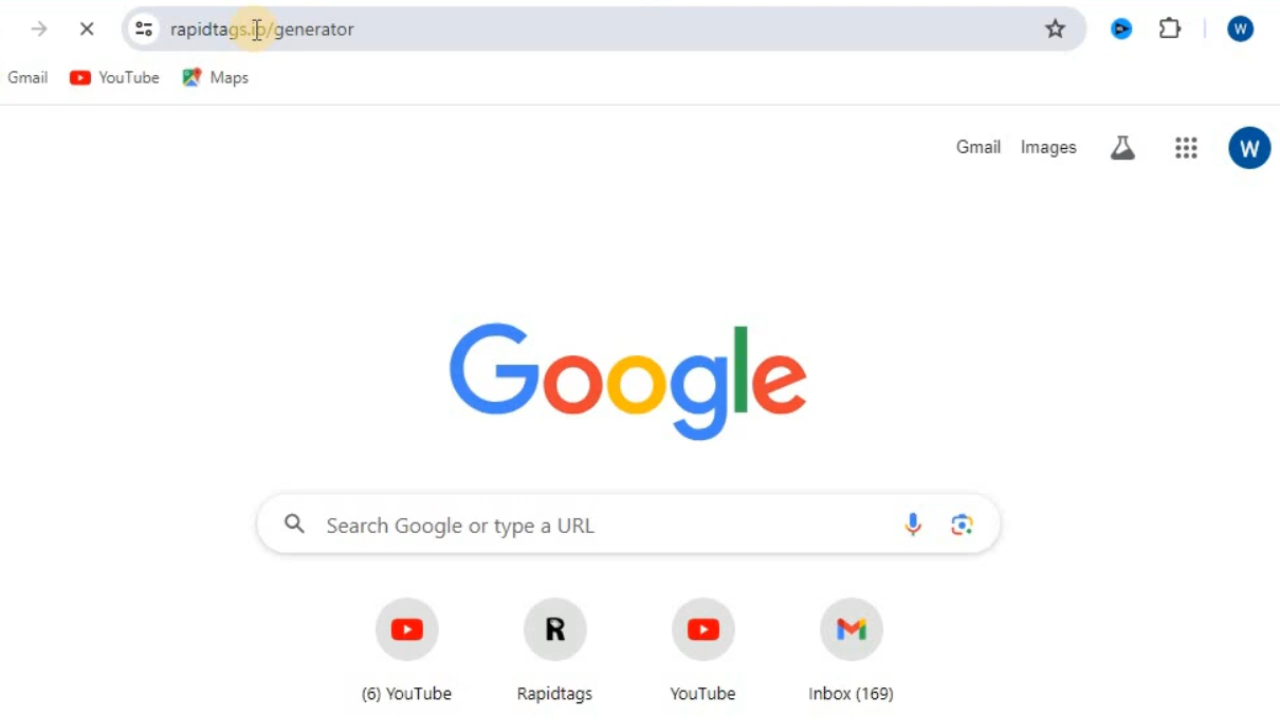 rapidtags.io/generator
W
Gmail
YouTube
Maps
Gmail
Images
W
Google
Search Google or type a URL
R
(6) YouTube
Rapidtags
YouTube
Inbox (169)